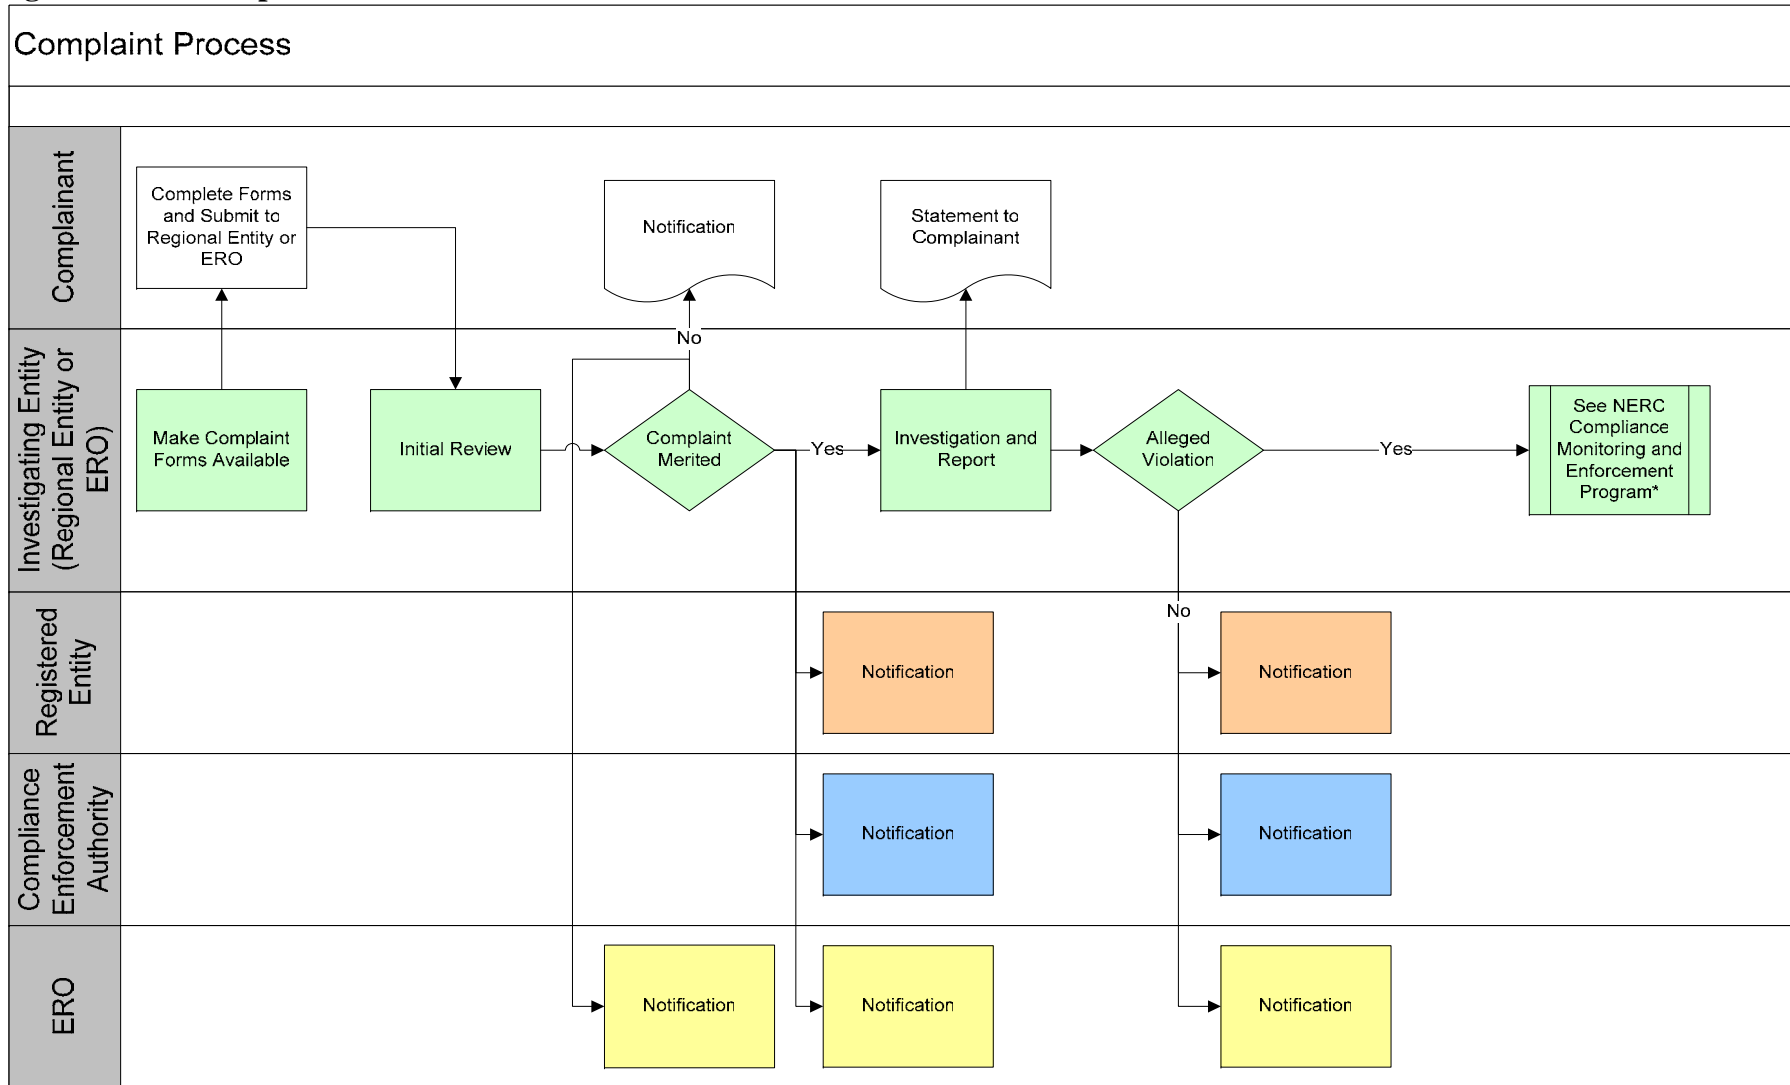 Complaint Process
Complainant
Complete Forms
and Submit to
Regional Entity or
ERO
Notification
Statement to
Complainant
No
Investigating Entity
(Regional Entity or
ERO)
Make Complaint
Forms Available
Initial Review
Complaint
Merited
Yes
Investigation and
Report
Alleged
Violation
Yes
See NERC
Compliance
Monitoring and
Enforcement
Program*
Registered
Entity
No
Notification
Notification
Compliance
Enforcement
Authority
Notification
Notification
ERO
Notification
Notification
Notification